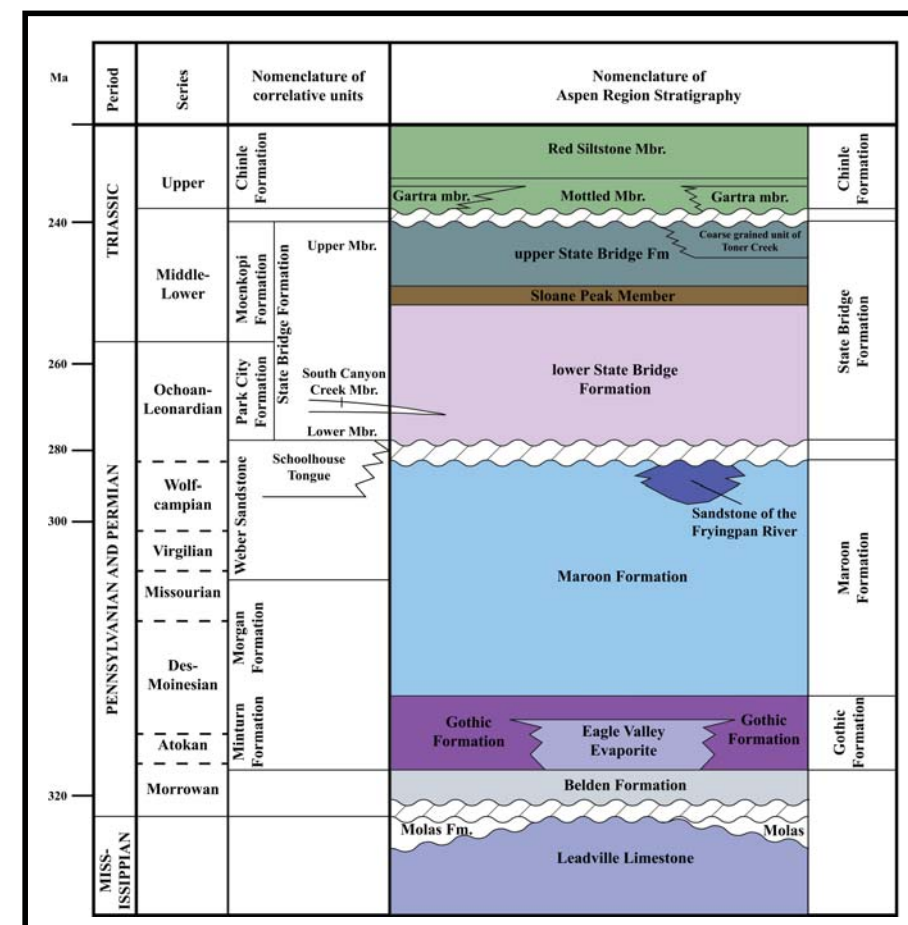 Ma
Period
Series
Nomenclature of
correlative units
Nomenclature of
Aspen Region Stratigraphy
TRIASSIC
PENNSYLVANIAN AND PERMIAN
MISS-
ISSIPPIAN
240
260
280
300
320
Upper
Middle-
Lower
Ochoan-
Leonardian
Wolf-
campian
Virgilian
Missourian
Des-
Moinesian
Atokan
Morrowan
Chinle
Formation
Moenkopi
Formation
Park City
Formation
State Bridge Formation
Upper Mbr.
South Canyon
Creek Mbr.
Lower Mbr.
Weber Sandstone
Schoolhouse
Tongue
Morgan
Formation
Minturn
Formation
Red Siltstone Mbr.
Gartra mbr.
Mottled Mbr.
Gartra mbr.
Coarse grained unit of
Toner Creek
upper State Bridge Fm
Sloane Peak Member
lower State Bridge
Formation
Sandstone of the
Fryingpan River
Maroon Formation
Gothic
Formation
Eagle Valley
Evaporite
Gothic
Formation
Belden Formation
Molas Fm.
Molas
Leadville Limestone
Chinle
Formation
State Bridge
Formation
Maroon
Formation
Gothic
Formation